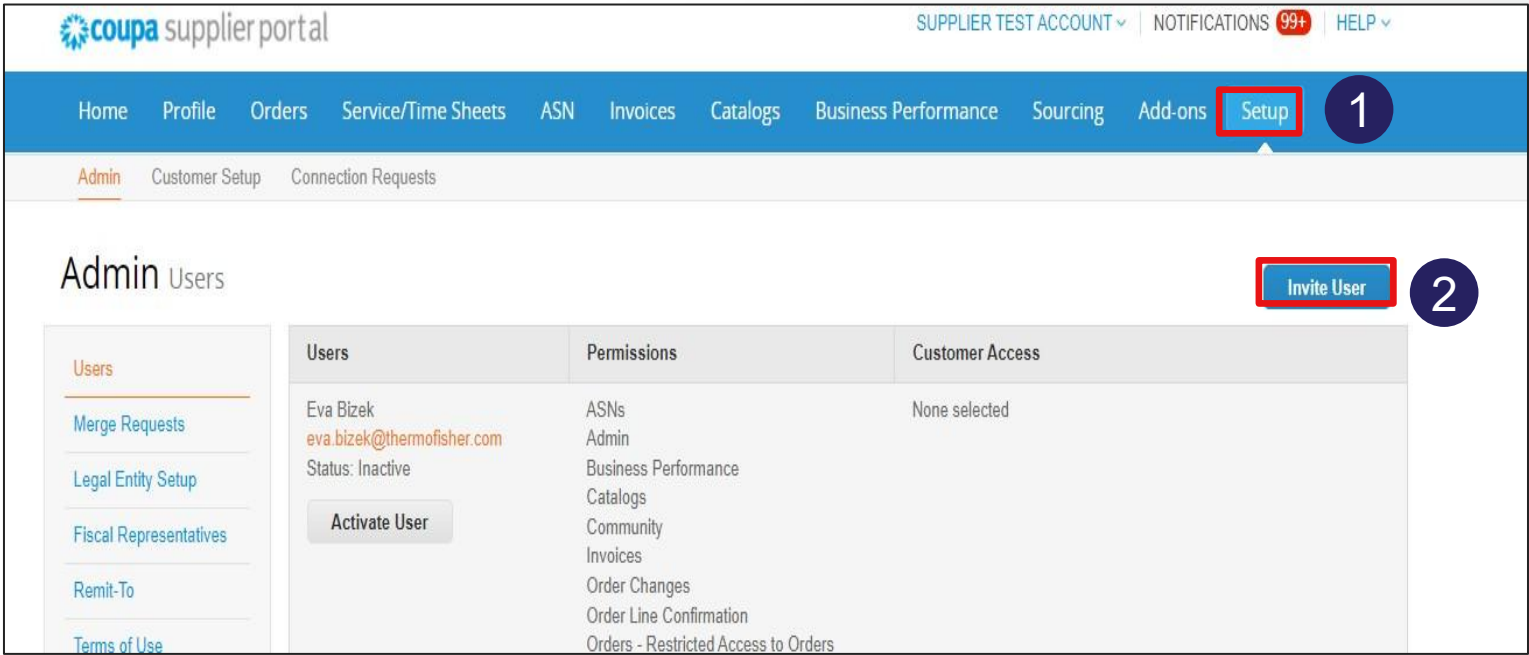 coupa supplier portal
SUPPLIER TEST ACCOUNT NOTIFICATIONS 99+ HELP
Home Profile Orders Service/Time Sheets ASN Invoices Catalogs Business Performance Sourcing Add-ons Setup 1
Admin Customer Setup Connection Requests
Admin Users
Invite User 2
Users
Merge Requests
Legal Entity Setup
Fiscal Representatives
Remit-To
Terms of Use
Users Permissions Customer Access
Eva Bizek
eva.bizek@thermofisher.com
Status: Inactive
Activate User
ASNs
Admin
Business Performance
Catalogs
Community
Invoices
Order Changes
Order Line Confirmation
Orders - Restricted Access to Orders
None selected